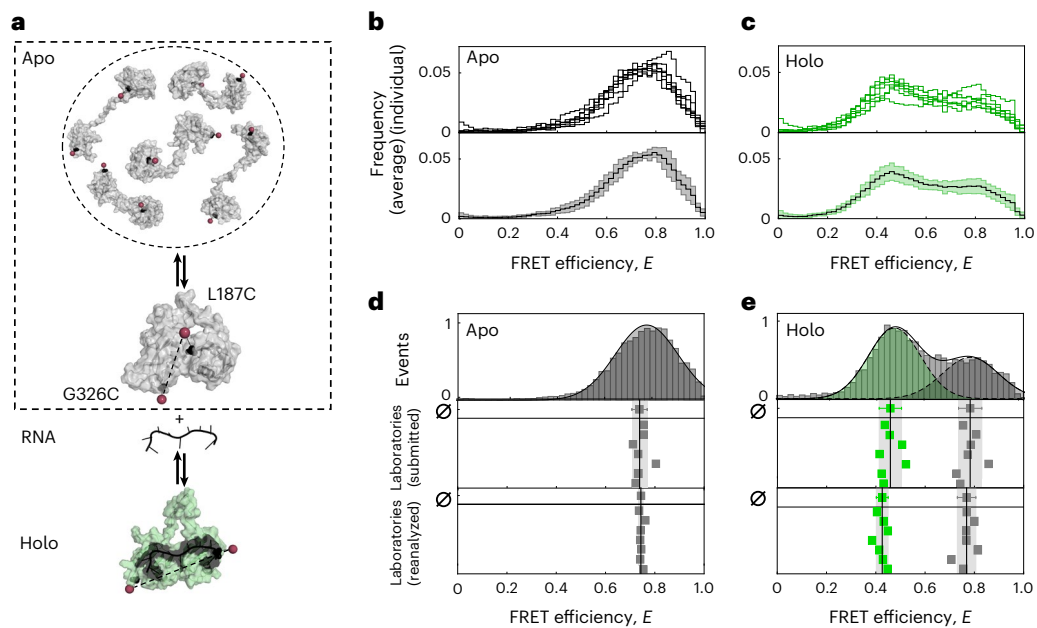 a
Apo
L187C
G326C
+
RNA
Holo
b
Apo
Frequency
(average) (individual)
0.05
0
0.05
0
0
0.2
0.4
0.6
0.8
1.0
FRET efficiency, E
c
Holo
0.05
0
0.05
0
0
0.2
0.4
0.6
0.8
1.0
FRET efficiency, E
d
Apo
Events
1
0
Ø
Laboratories
(submitted)
Ø
Laboratories
(reanalyzed)
0
0.2
0.4
0.6
0.8
1.0
FRET efficiency, E
e
Holo
1
0
Ø
Ø
0
0.2
0.4
0.6
0.8
1.0
FRET efficiency, E